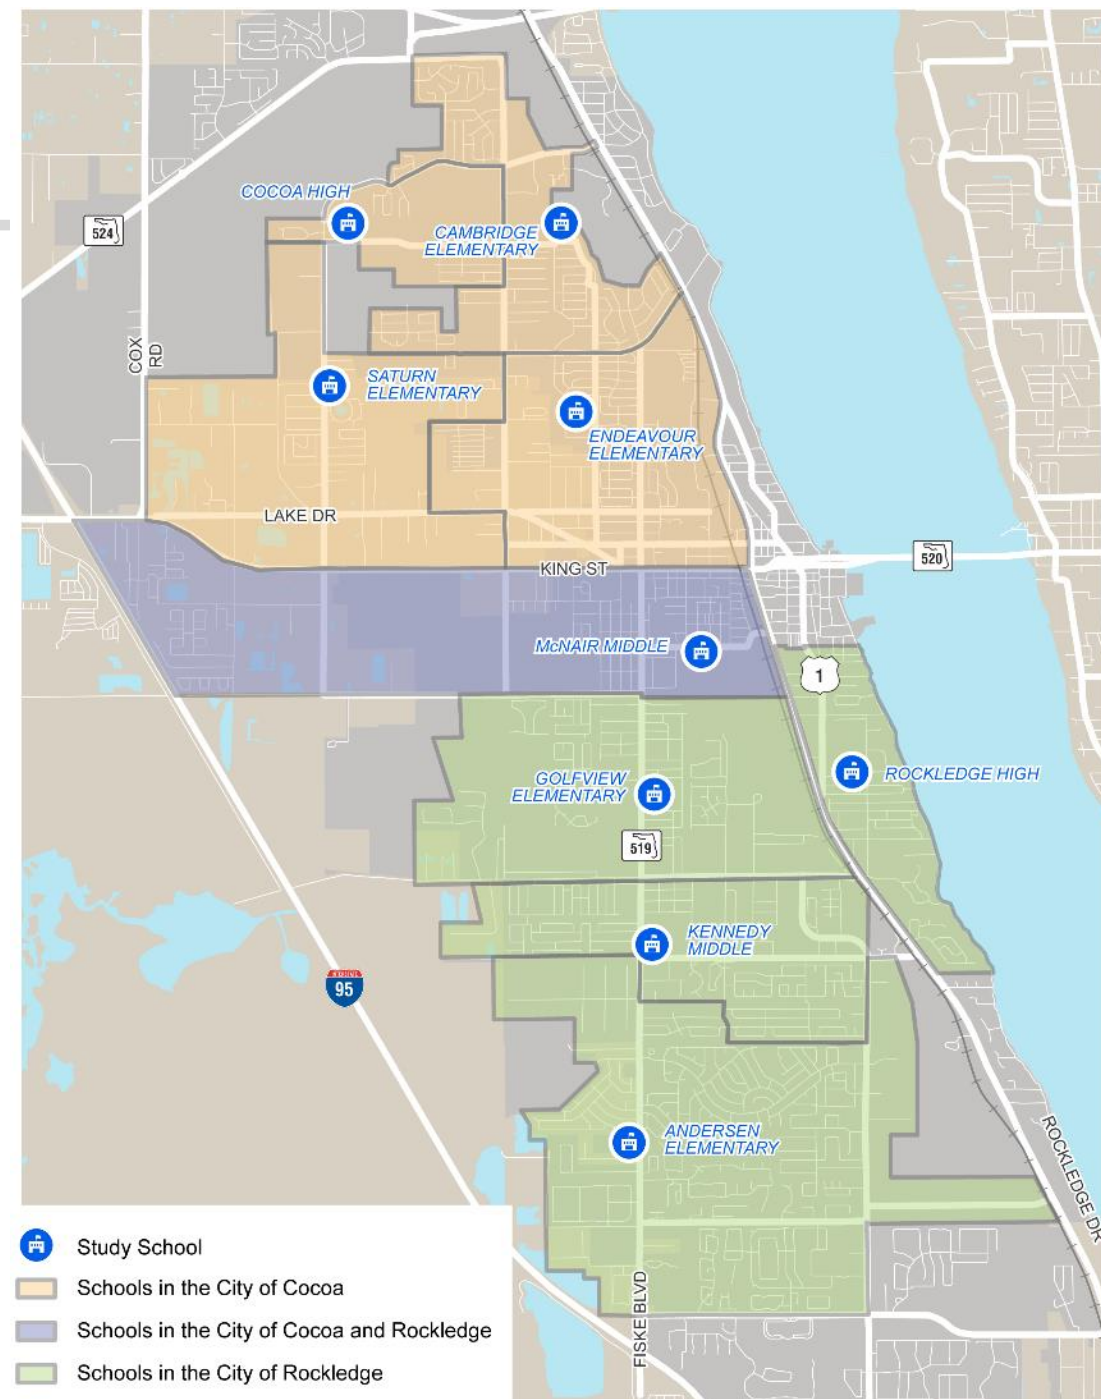 COCOA HIGH
524
CAMBRIDGE
ELEMENTARY
COX
RD
SATURN
ELEMENTARY
ENDEAVOUR
ELEMENTARY
LAKE DR
KING ST
520
McNAIR MIDDLE
1
GOLFVIEW
ELEMENTARY
ROCKLEDGE HIGH
519
KENNEDY
MIDDLE
95
ANDERSEN
ELEMENTARY
ROCKLEDGE DR
FISKE BLVD
Study School
Schools in the City of Cocoa
Schools in the City of Cocoa and Rockledge
Schools in the City of Rockledge